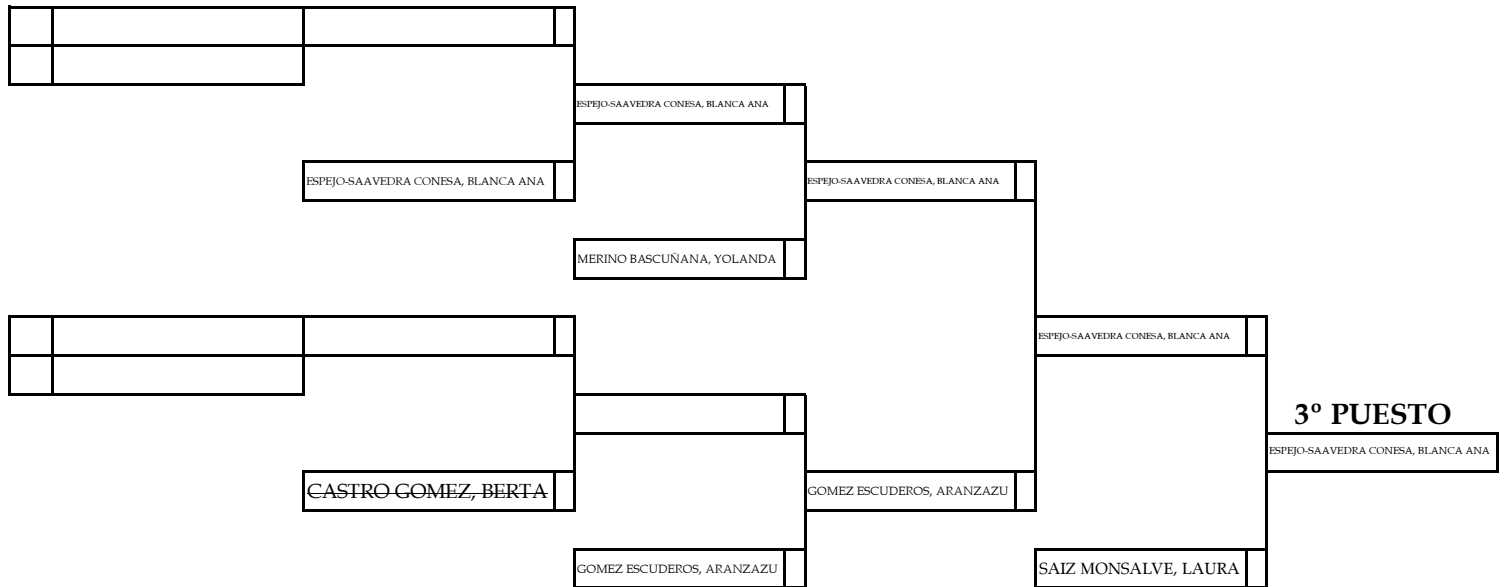 ESPEJO-SAAVEDRA CONESA, BLANCA ANA
ESPEJO-SAAVEDRA CONESA, BLANCA ANA
ESPEJO-SAAVEDRA CONESA, BLANCA ANA
MERINO BASCUÑANA, YOLANDA
ESPEJO-SAAVEDRA CONESA, BLANCA ANA
3º PUESTO
ESPEJO-SAAVEDRA CONESA, BLANCA ANA
CASTRO GOMEZ, BERTA
GOMEZ ESCUDEROS, ARANZAZU
GOMEZ ESCUDEROS, ARANZAZU
SAIZ MONSALVE, LAURA